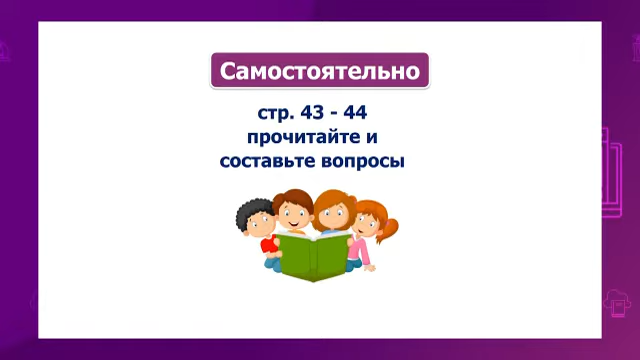 Самостоятельно
стр. 43 - 44
прочитайте и
составьте вопросы